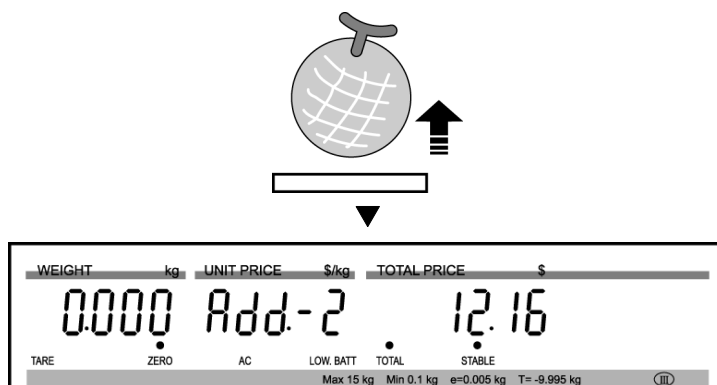 WEIGHT kg UNIT PRICE $/kg TOTAL PRICE $
0.000 Add.-2 12.16
TARE ZERO AC LOW. BATT TOTAL STABLE
Max 15 kg Min 0.1 kg e=0.005 kg T= -9.995 kg III